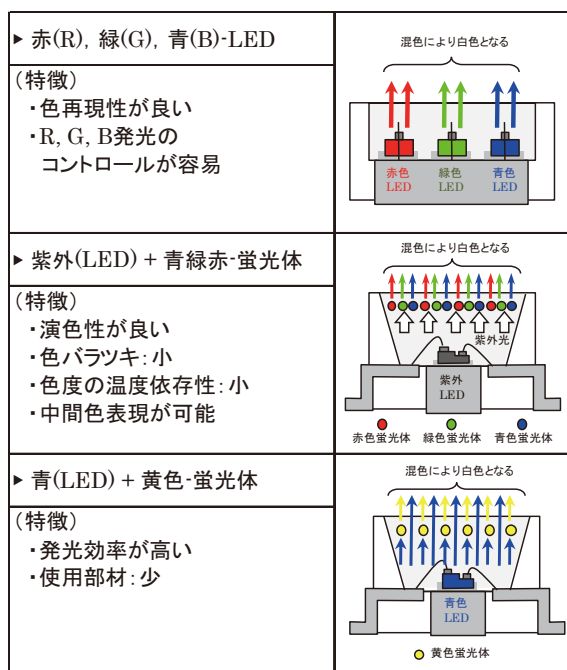 ▶ 赤(R), 緑(G), 青(B)-LED
(特徴)
・色再現性が良い
・R, G, B発光の
コントロールが容易
混色により白色となる
赤色
LED
緑色
LED
青色
LED
▶ 紫外(LED) + 青緑赤-蛍光体
(特徴)
・演色性が良い
・色バラツキ: 小
・色度の温度依存性: 小
・中間色表現が可能
混色により白色となる
紫外光
紫外
LED
赤色蛍光体
緑色蛍光体
青色蛍光体
▶ 青(LED) + 黄色-蛍光体
(特徴)
・発光効率が高い
・使用部材: 少
混色により白色となる
青色
LED
黄色蛍光体